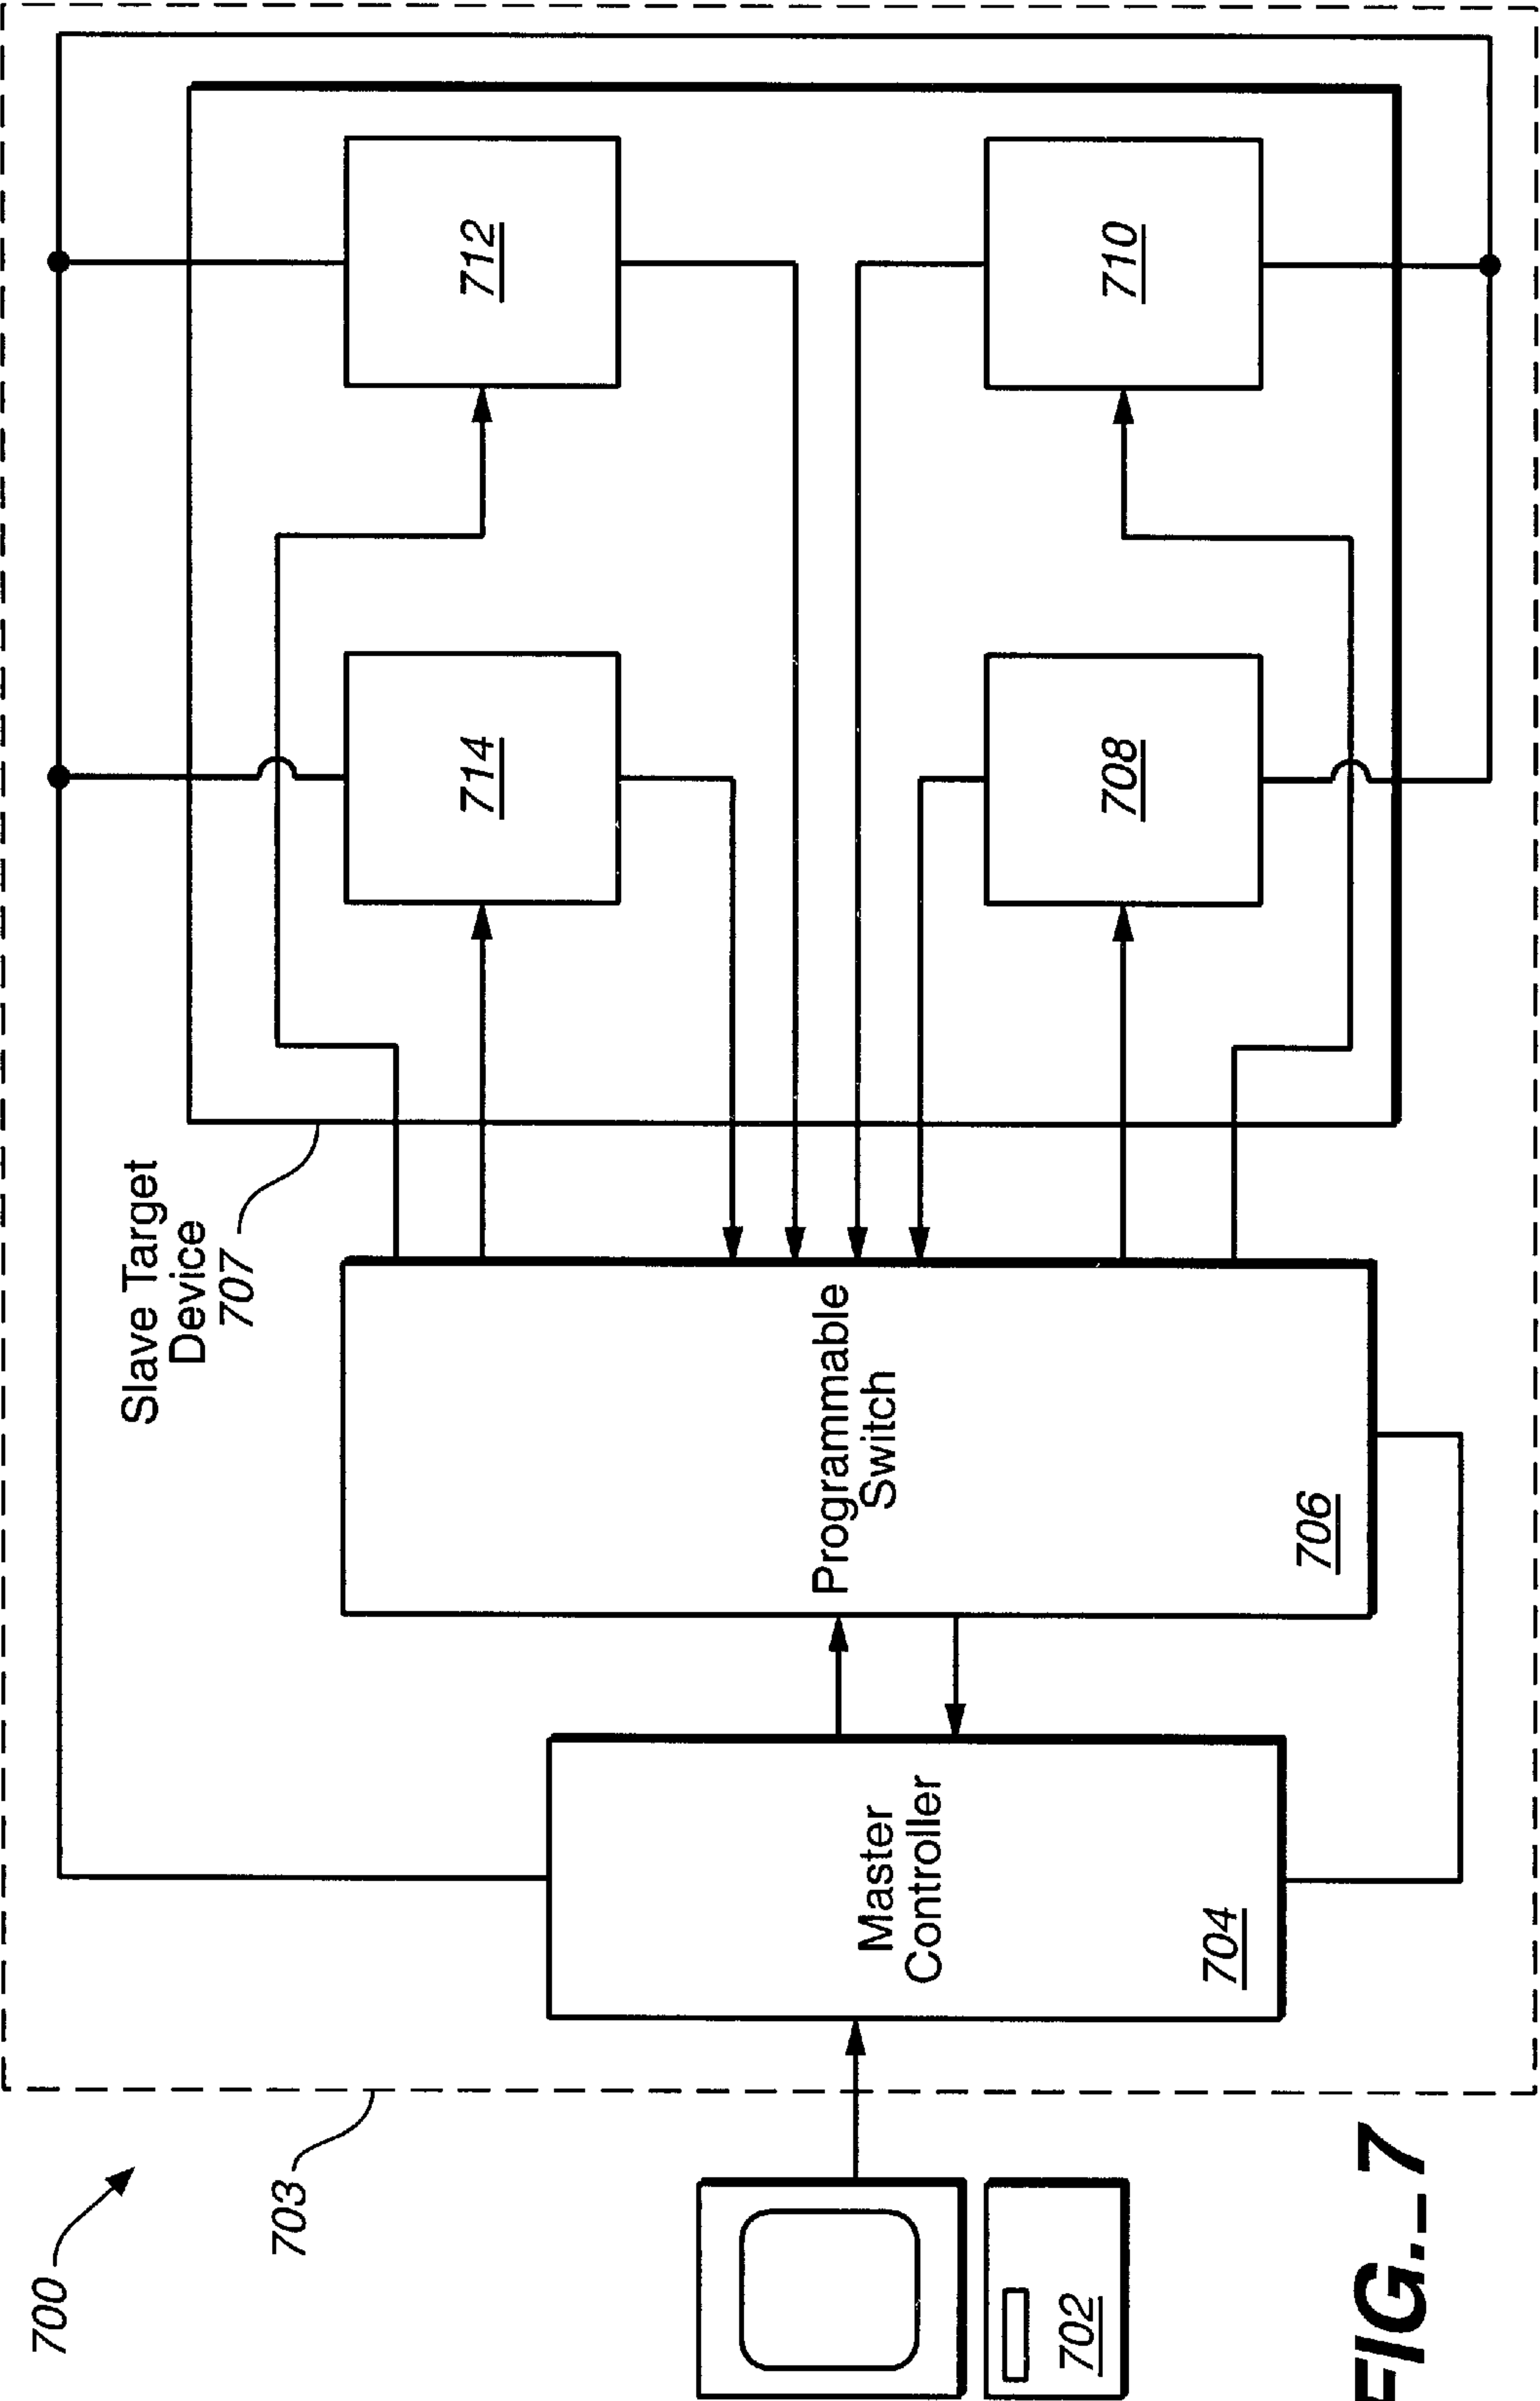 700
703
702
Master
Controller
704
Programmable
Switch
706
Slave Target
Device
707
714
712
708
710
FIG._7